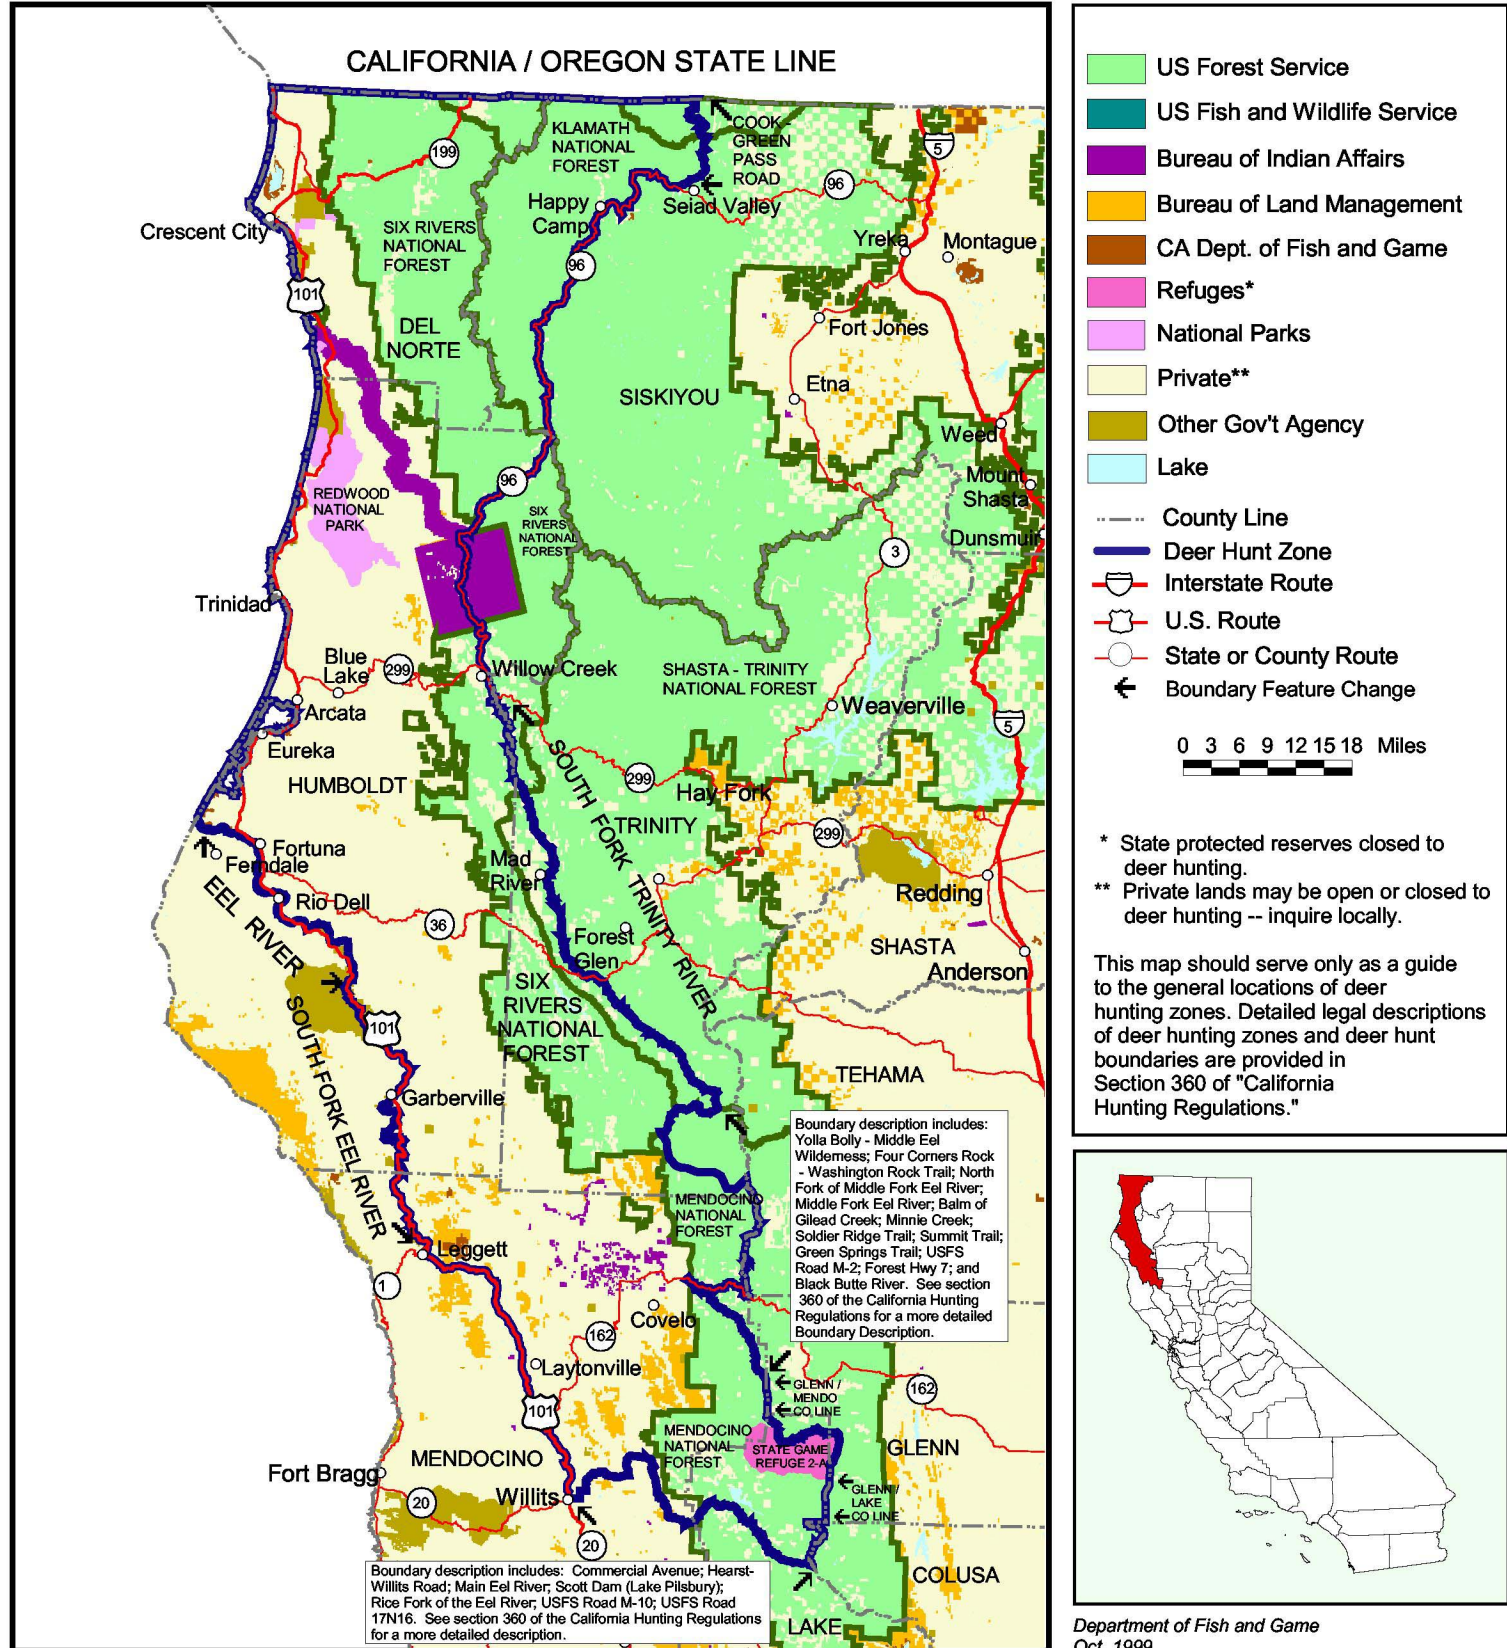 CALIFORNIA / OREGON STATE LINE
KLAMATH
NATIONAL
FOREST
COOK -
GREEN
PASS
ROAD
199
5
96
Happy
Camp
Seiad Valley
Crescent City
SIX RIVERS
NATIONAL
FOREST
Yreka
Montague
96
101
Fort Jones
DEL
NORTE
Etna
SISKIYOU
Weed
Mount
Shasta
96
REDWOOD
NATIONAL
PARK
SIX
RIVERS
NATIONAL
FOREST
Dunsmuir
3
Trinidad
Blue
Lake
299
Willow Creek
SHASTA - TRINITY
NATIONAL FOREST
Arcata
Weaverville
5
Eureka
HUMBOLDT
299
Hay Fork
SOUTH FORK TRINITY RIVER
TRINITY
299
Fortuna
Ferndale
Mad
River
Redding
Rio Dell
EEL RIVER
36
Forest
Glen
SHASTA
Anderson
SIX
RIVERS
NATIONAL
FOREST
101
SOUTH FORK EEL RIVER
TEHAMA
Garberville
Boundary description includes:
Yolla Bolly - Middle Eel
Wilderness; Four Corners Rock
- Washington Rock Trail; North
Fork of Middle Fork Eel River;
Middle Fork Eel River; Balm of
Gilead Creek; Minnie Creek;
Soldier Ridge Trail; Summit Trail;
Green Springs Trail; USFS
Road M-2; Forest Hwy 7; and
Black Butte River. See section
360 of the California Hunting
Regulations for a more detailed
Boundary Description.
MENDOCINO
NATIONAL
FOREST
Leggett
1
Covelo
162
Laytonville
GLENN /
MENDO
CO LINE
162
101
MENDOCINO
NATIONAL
FOREST
STATE GAME
REFUGE 2-A
GLENN
MENDOCINO
Fort Bragg
GLENN /
LAKE
CO LINE
20
Willits
20
COLUSA
Boundary description includes: Commercial Avenue; Hearst-
Willits Road; Main Eel River; Scott Dam (Lake Pilsbury);
Rice Fork of the Eel River; USFS Road M-10; USFS Road
17N16. See section 360 of the California Hunting Regulations
for a more detailed description.
LAKE
US Forest Service
US Fish and Wildlife Service
Bureau of Indian Affairs
Bureau of Land Management
CA Dept. of Fish and Game
Refuges*
National Parks
Private**
Other Gov't Agency
Lake
County Line
Deer Hunt Zone
Interstate Route
U.S. Route
State or County Route
Boundary Feature Change
0 3 6 9 12 15 18 Miles
* State protected reserves closed to
deer hunting.
** Private lands may be open or closed to
deer hunting -- inquire locally.
This map should serve only as a guide
to the general locations of deer
hunting zones. Detailed legal descriptions
of deer hunting zones and deer hunt
boundaries are provided in
Section 360 of "California
Hunting Regulations."
Department of Fish and Game
Oct. 1999